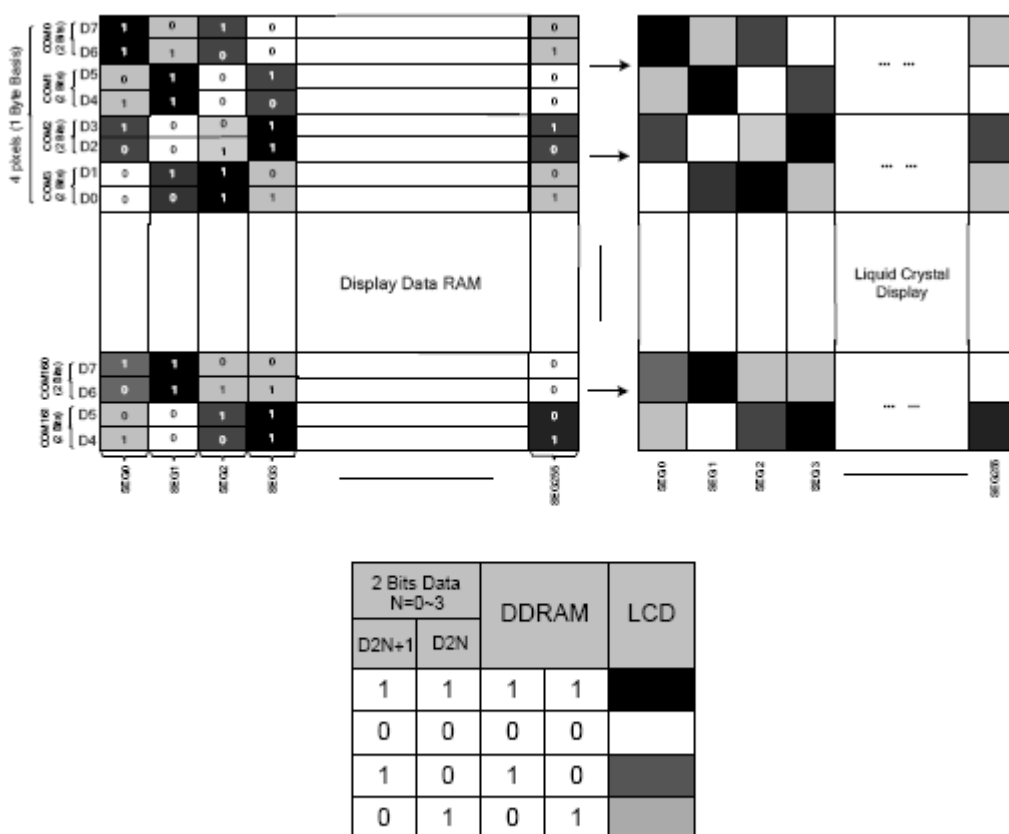 4 pixels (1 Byte Basis)
COM0 (2 Bits)
D7 1 0 1 0 0
D6 1 1 0 0 1
COM1 (2 Bits)
D5 0 1 0 1 0
D4 1 1 0 0 0
COM2 (2 Bits)
D3 1 0 0 1 1
D2 0 0 1 1 0
COM3 (2 Bits)
D1 0 1 1 0 0
D0 0 0 1 1 1
... ...
... ...
Display Data RAM
Liquid Crystal
Display
COM160 (2 Bits)
D7 1 1 0 0 0
D6 0 1 1 1 0
COM161 (2 Bits)
D5 0 0 1 1 0
D4 1 0 0 1 1
... ...
SEG0 SEG1 SEG2 SEG3 SEG255
SEG0 SEG1 SEG2 SEG3 SEG255
2 Bits Data
N=0~3
DDRAM LCD
D2N+1 D2N
1 1 1 1
0 0 0 0
1 0 1 0
0 1 0 1